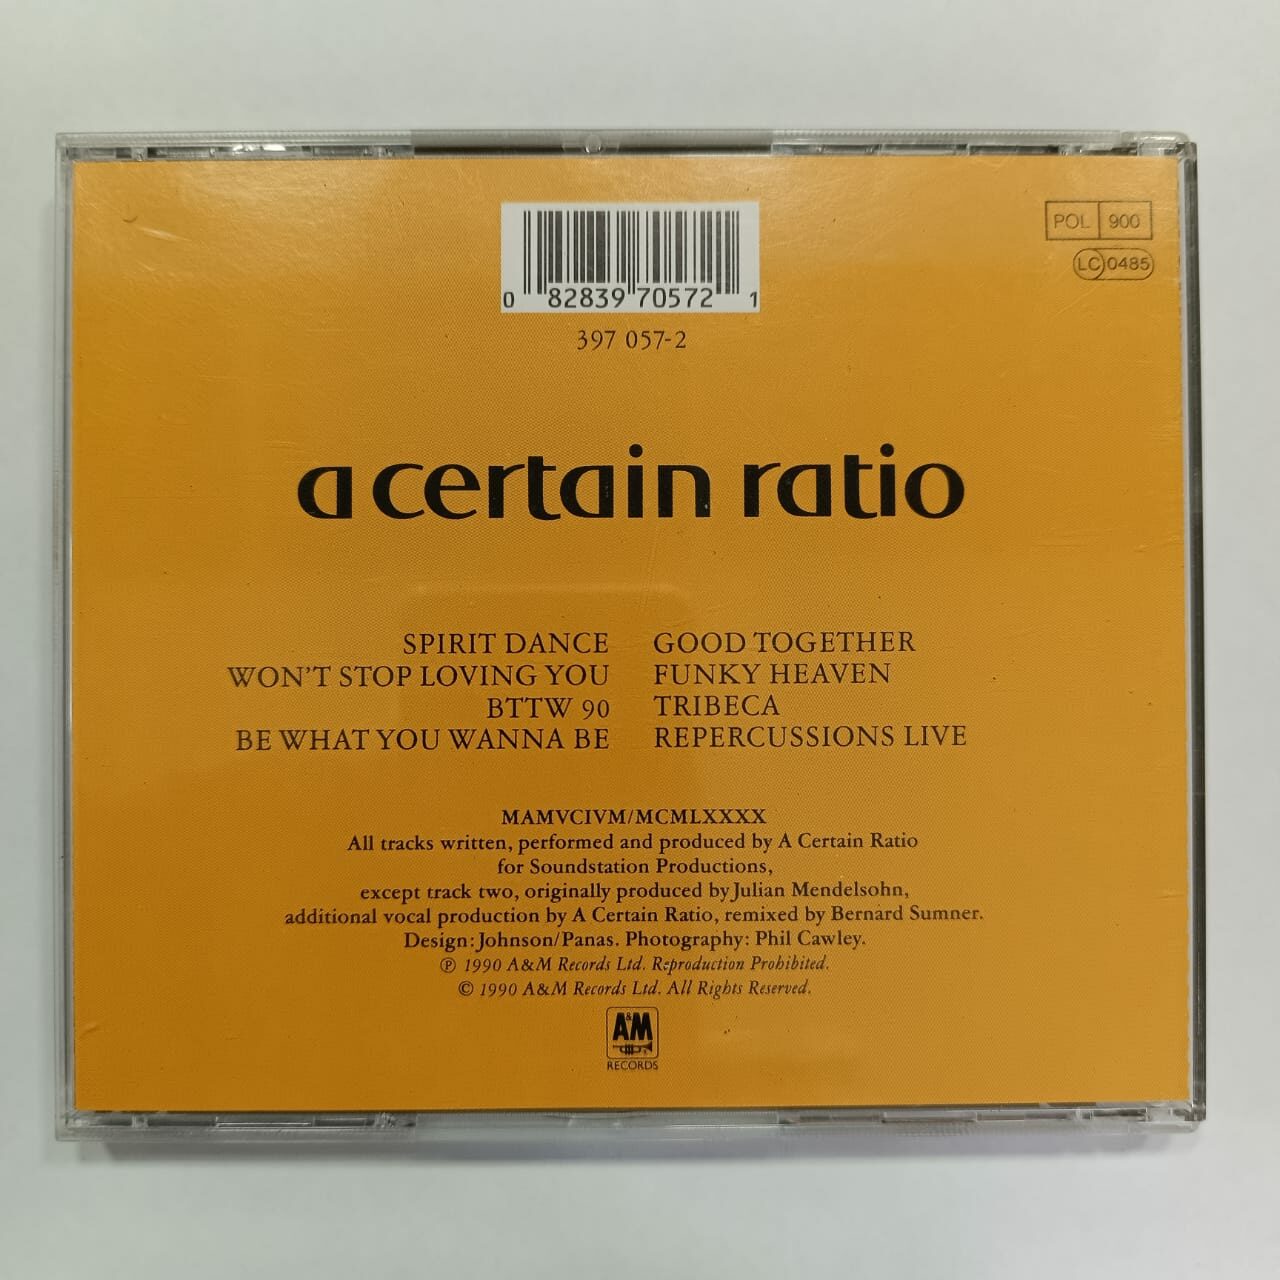 0 82839 70572 1
397 057-2
POL 900
LC 0485
a certain ratio
SPIRIT DANCE
WON'T STOP LOVING YOU
BTTW 90
BE WHAT YOU WANNA BE
GOOD TOGETHER
FUNKY HEAVEN
TRIBECA
REPERCUSSIONS LIVE
MAMVCIVM/MCMLXXXX
All tracks written, performed and produced by A Certain Ratio
for Soundstation Productions,
except track two, originally produced by Julian Mendelsohn,
additional vocal production by A Certain Ratio, remixed by Bernard Sumner.
Design: Johnson/Panas. Photography: Phil Cawley.
℗ 1990 A&M Records Ltd. Reproduction Prohibited.
© 1990 A&M Records Ltd. All Rights Reserved.
A&M
RECORDS